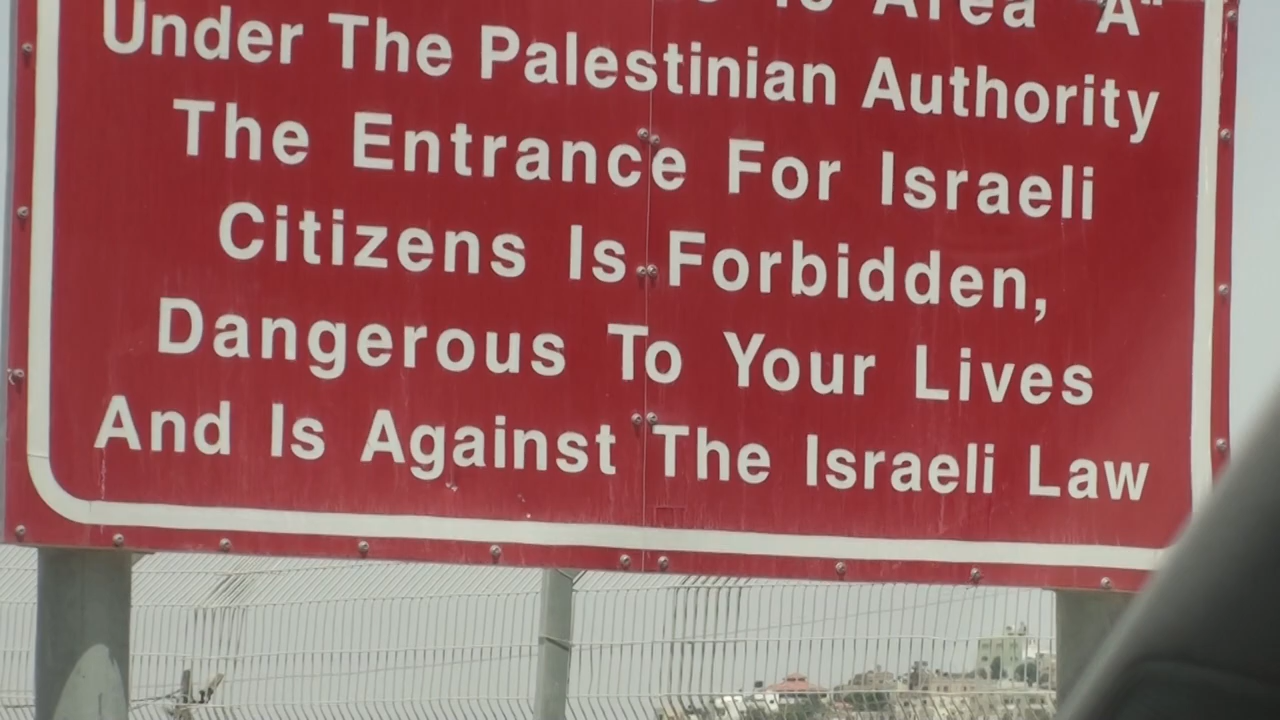 Area "A"
Under The Palestinian Authority
The Entrance For Israeli
Citizens Is Forbidden,
Dangerous To Your Lives
And Is Against The Israeli Law